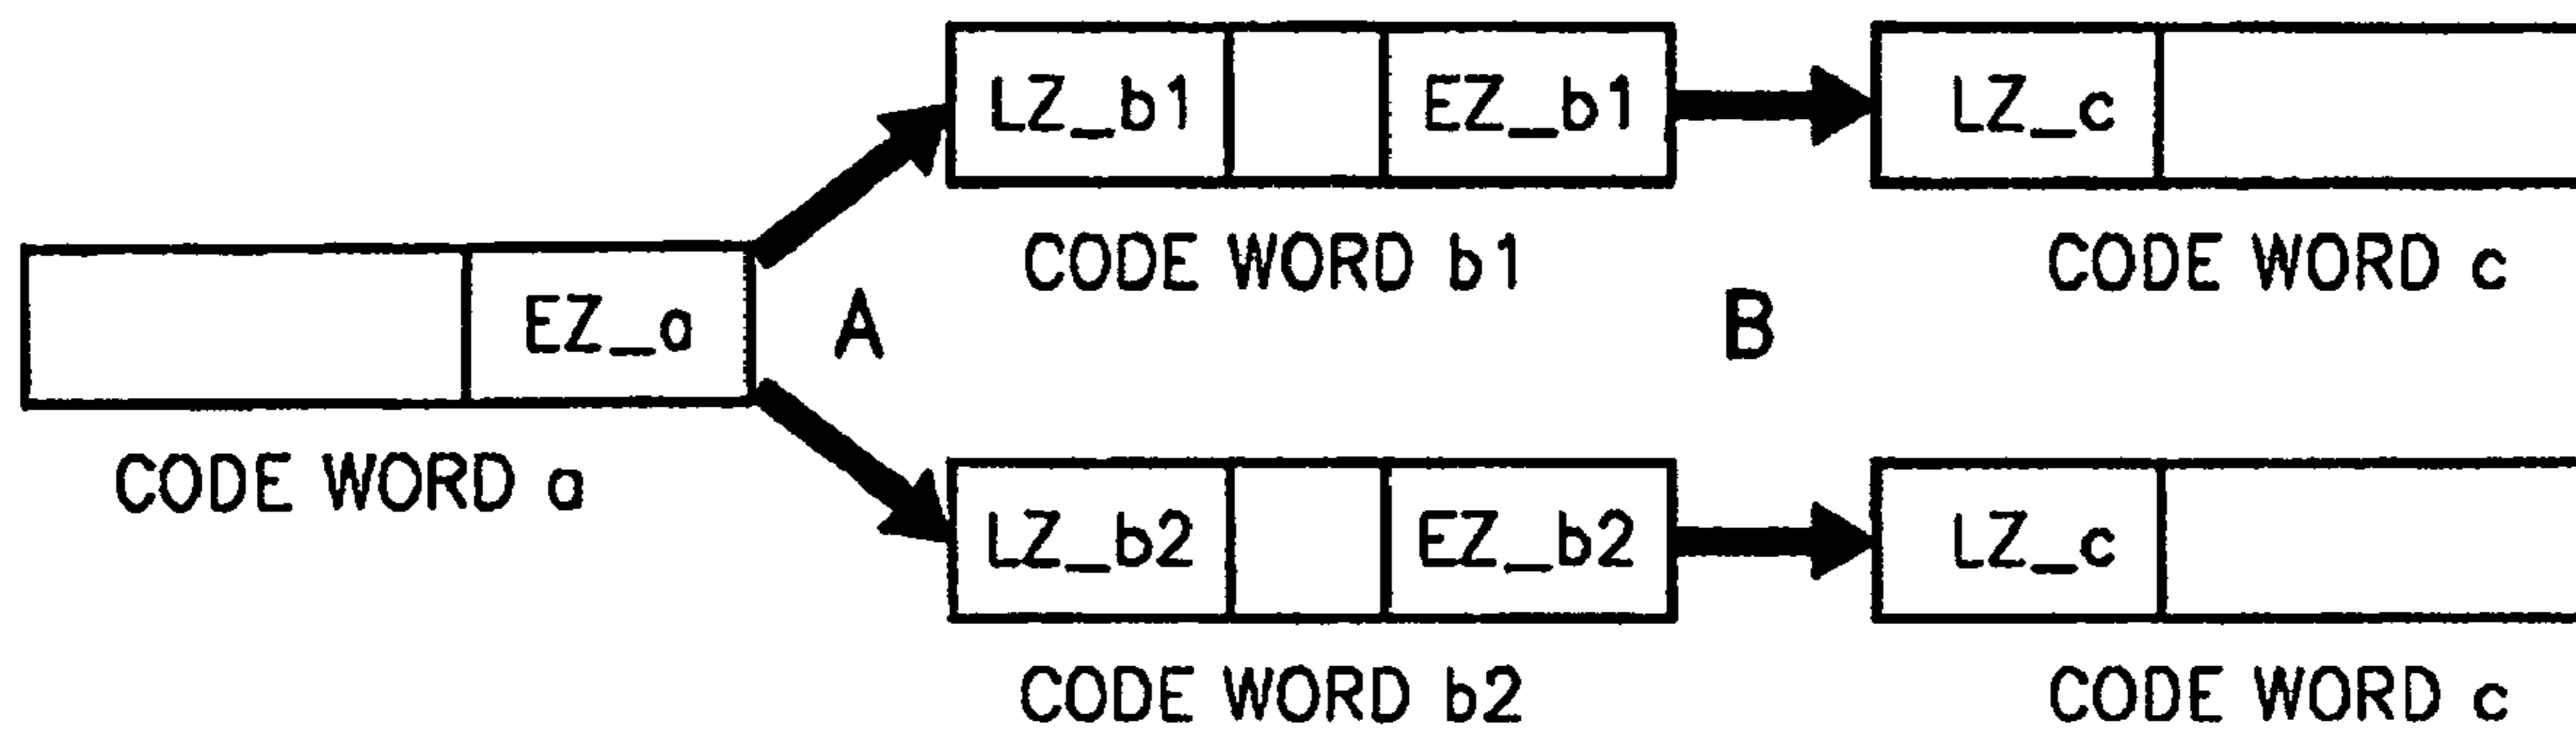 LZ_b1 EZ_b1 LZ_c
CODE WORD b1 CODE WORD c
EZ_a A B
CODE WORD a
LZ_b2 EZ_b2 LZ_c
CODE WORD b2 CODE WORD c